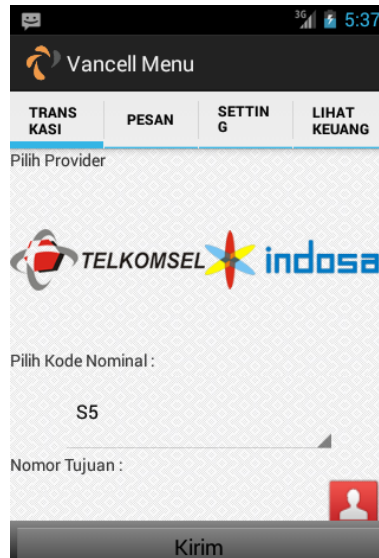 3G 5:37
Vancell Menu
TRANS PESAN SETTIN LIHAT
KASI G KEUANG
Pilih Provider
TELKOMSEL indosa
Pilih Kode Nominal :
S5
Nomor Tujuan :
Kirim